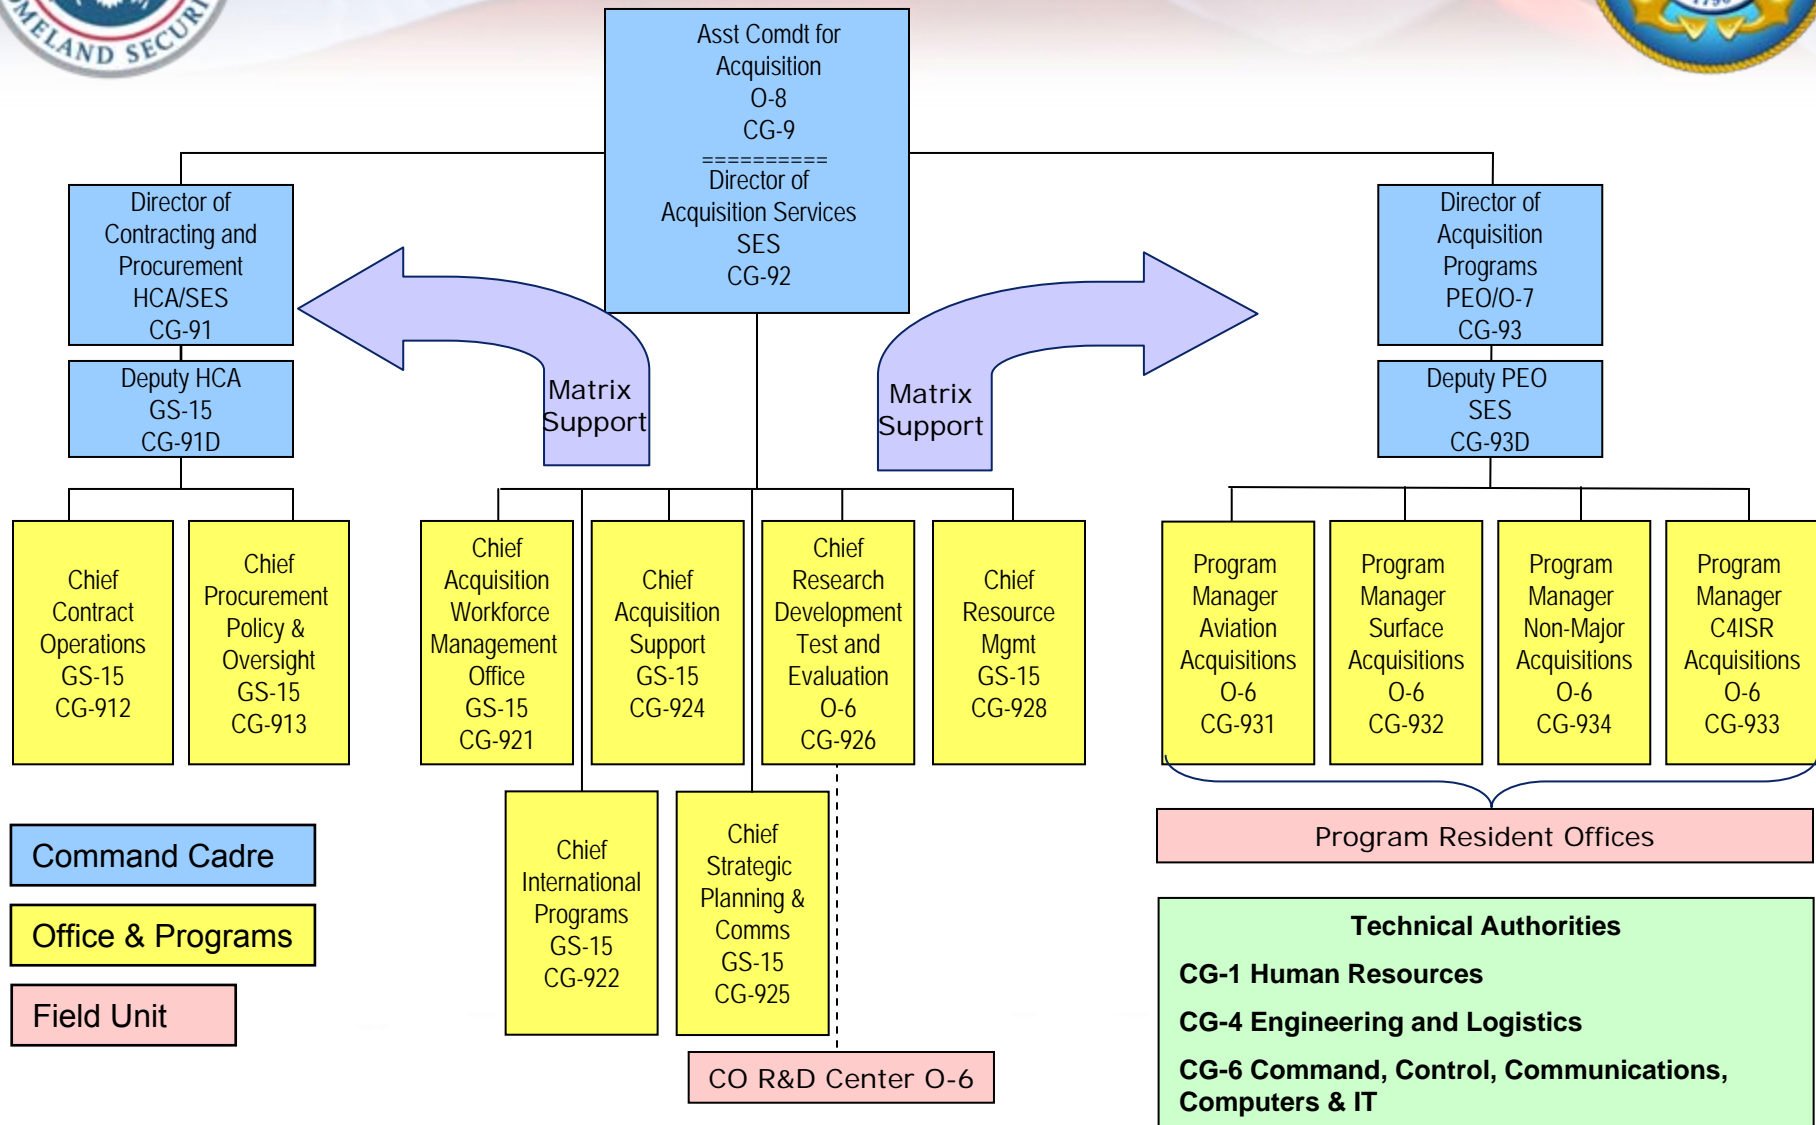 OMELAND SECURI
1790
Asst Comdt for
Acquisition
O-8
CG-9
==========
Director of
Acquisition Services
SES
CG-92
Director of
Contracting and
Procurement
HCA/SES
CG-91
Deputy HCA
GS-15
CG-91D
Director of
Acquisition
Programs
PEO/O-7
CG-93
Deputy PEO
SES
CG-93D
Matrix
Support
Matrix
Support
Chief
Contract
Operations
GS-15
CG-912
Chief
Procurement
Policy &
Oversight
GS-15
CG-913
Chief
Acquisition
Workforce
Management
Office
GS-15
CG-921
Chief
Acquisition
Support
GS-15
CG-924
Chief
Research
Development
Test and
Evaluation
O-6
CG-926
Chief
Resource
Mgmt
GS-15
CG-928
Program
Manager
Aviation
Acquisitions
O-6
CG-931
Program
Manager
Surface
Acquisitions
O-6
CG-932
Program
Manager
Non-Major
Acquisitions
O-6
CG-934
Program
Manager
C4ISR
Acquisitions
O-6
CG-933
Chief
International
Programs
GS-15
CG-922
Chief
Strategic
Planning &
Comms
GS-15
CG-925
Program Resident Offices
CO R&D Center O-6
Command Cadre
Office & Programs
Field Unit
Technical Authorities
CG-1 Human Resources
CG-4 Engineering and Logistics
CG-6 Command, Control, Communications,
Computers & IT